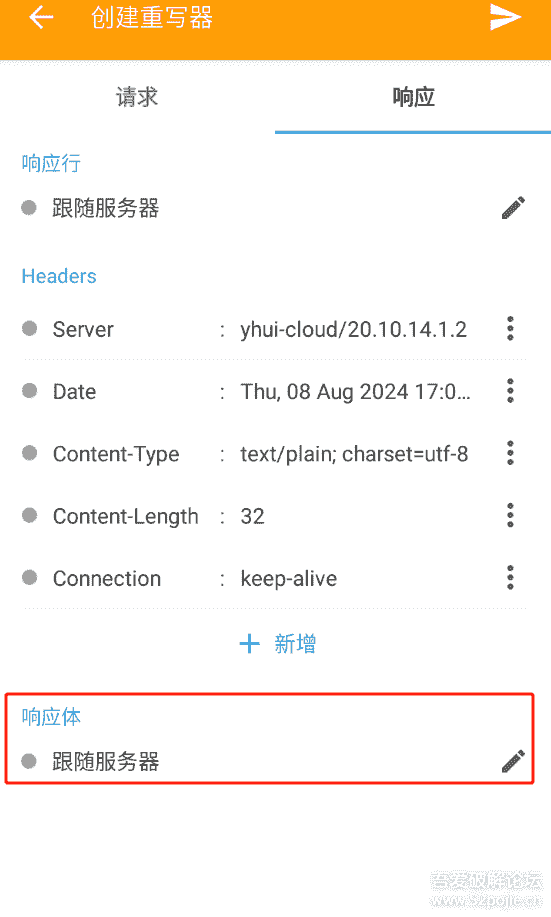 创建重写器
请求 响应
响应行
跟随服务器
Headers
Server : yhui-cloud/20.10.14.1.2
Date : Thu, 08 Aug 2024 17:0...
Content-Type : text/plain; charset=utf-8
Content-Length : 32
Connection : keep-alive
+ 新增
响应体
跟随服务器
吾爱破解论坛
www.52pojie.cn